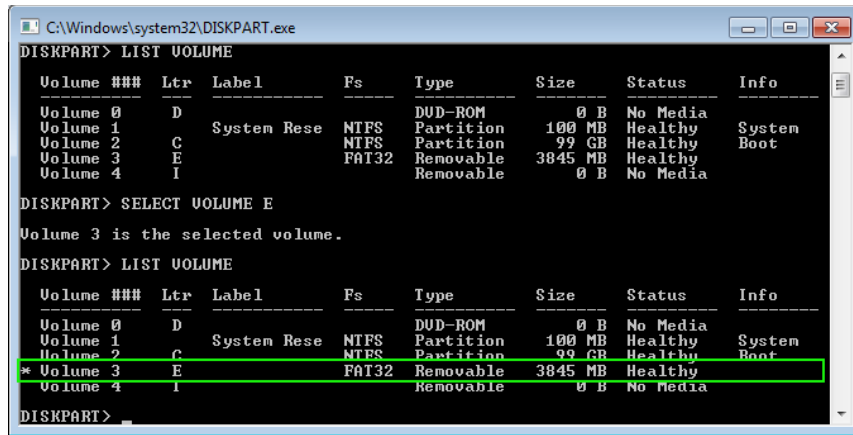 C:\Windows\system32\DISKPART.exe
DISKPART> LIST VOLUME
Volume ### Ltr Label Fs Type Size Status Info
---------- --- ----------- ----- ---------- ------- --------- --------
Volume 0 D DVD-ROM 0 B No Media
Volume 1 System Rese NTFS Partition 100 MB Healthy System
Volume 2 C NTFS Partition 99 GB Healthy Boot
Volume 3 E FAT32 Removable 3845 MB Healthy
Volume 4 I Removable 0 B No Media
DISKPART> SELECT VOLUME E
Volume 3 is the selected volume.
DISKPART> LIST VOLUME
Volume ### Ltr Label Fs Type Size Status Info
---------- --- ----------- ----- ---------- ------- --------- --------
Volume 0 D DVD-ROM 0 B No Media
Volume 1 System Rese NTFS Partition 100 MB Healthy System
Volume 2 C NTFS Partition 99 GB Healthy Boot
* Volume 3 E FAT32 Removable 3845 MB Healthy
Volume 4 I Removable 0 B No Media
DISKPART> _